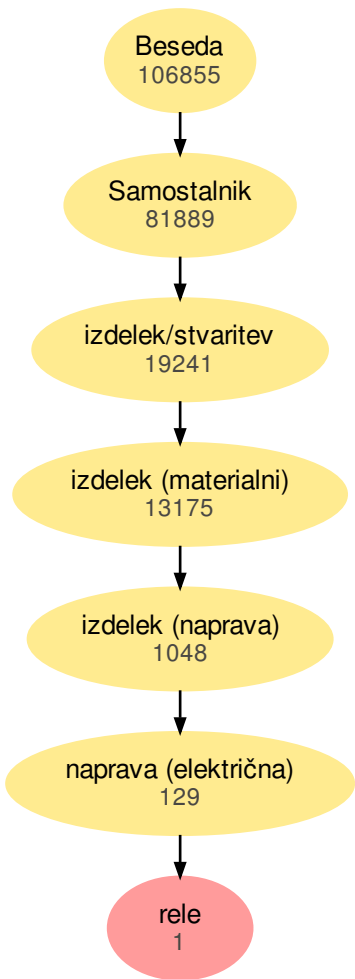 Beseda
106855
Samostalnik
81889
izdelek/stvaritev
19241
izdelek (materialni)
13175
izdelek (naprava)
1048
naprava (električna)
129
rele
1